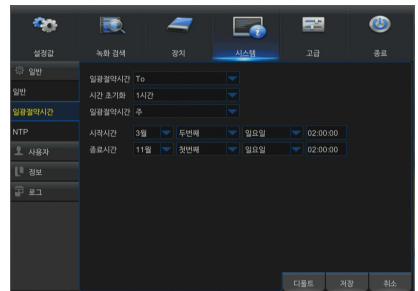 설정값 녹화 검색 장치 시스템 고급 종료
일반
일반
일광절약시간
NTP
사용자
정보
로그
일광절약시간 To
시간 초기화 1시간
일광절약시간 주
시작시간 3월 두번째 일요일 02:00:00
종료시간 11월 첫번째 일요일 02:00:00
디폴트 저장 취소